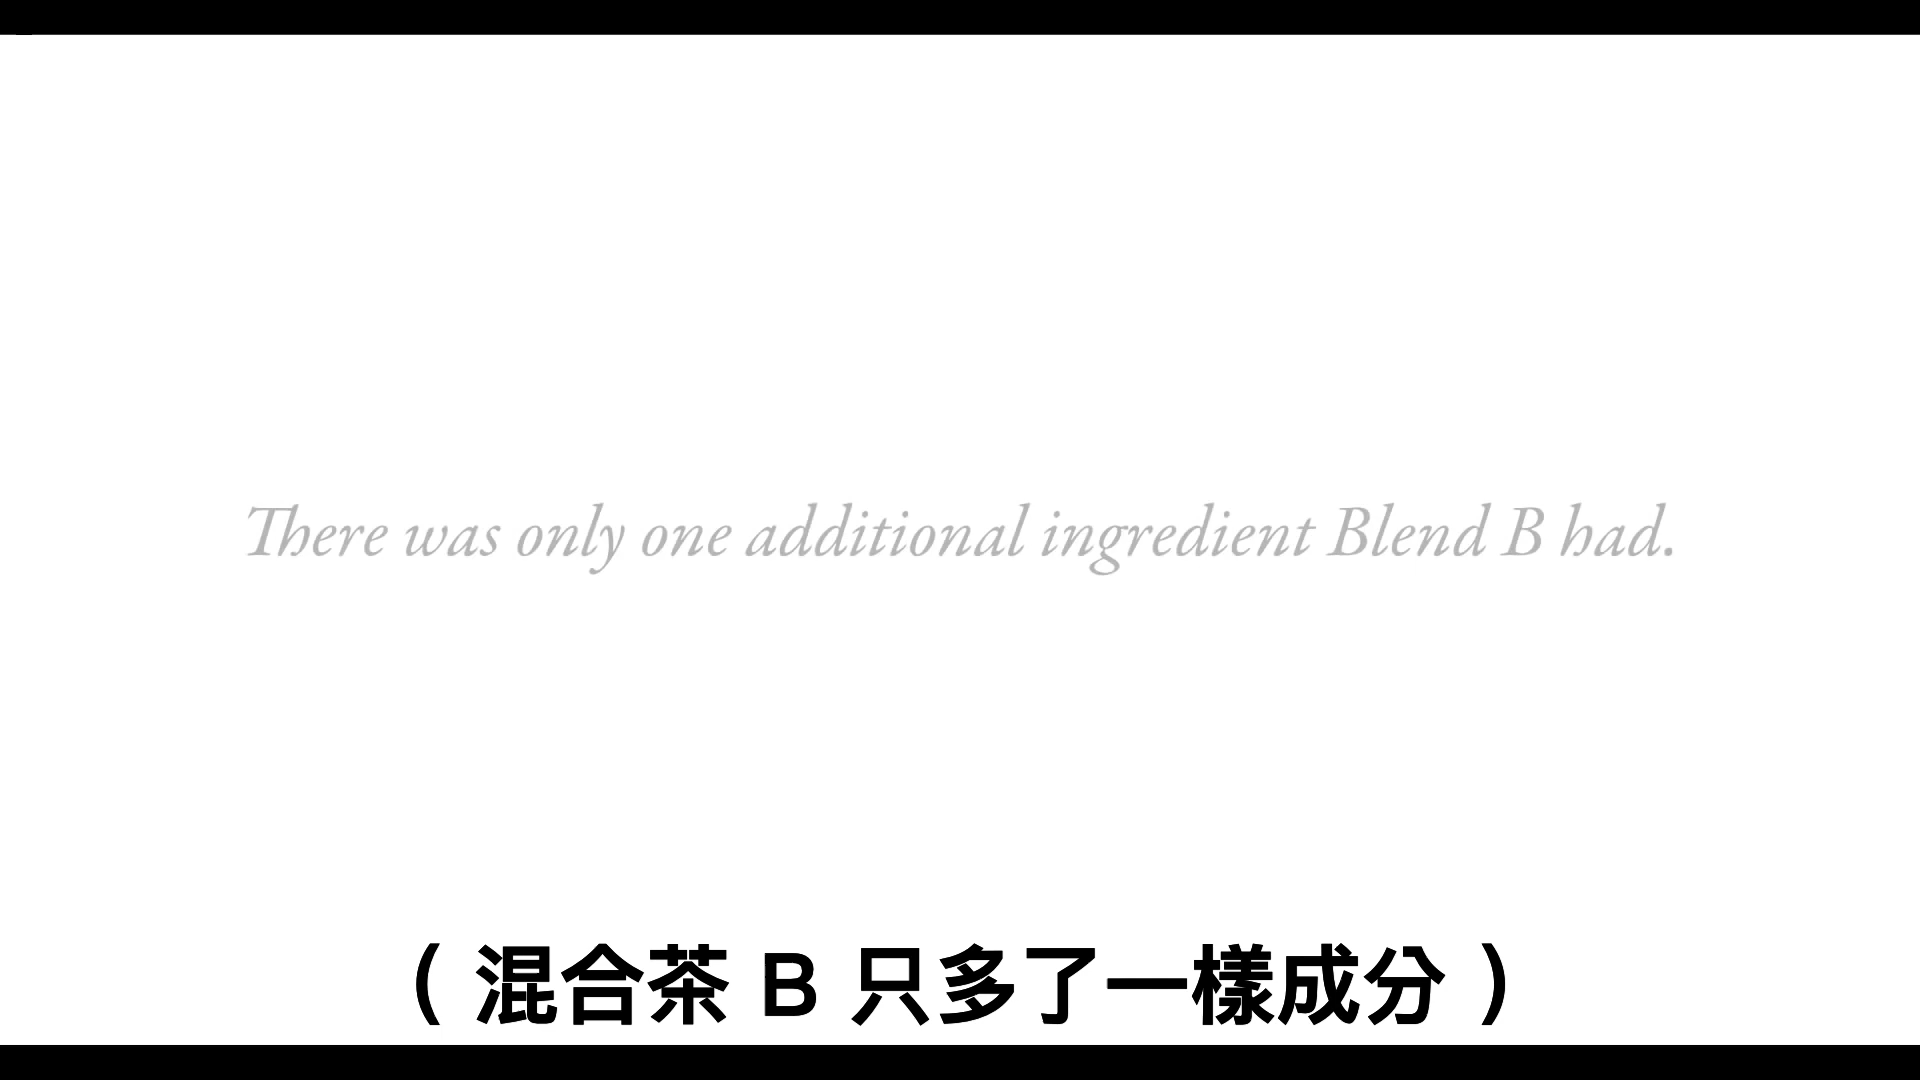 There was only one additional ingredient Blend B had.
（ 混合茶 B 只多了一樣成分 ）